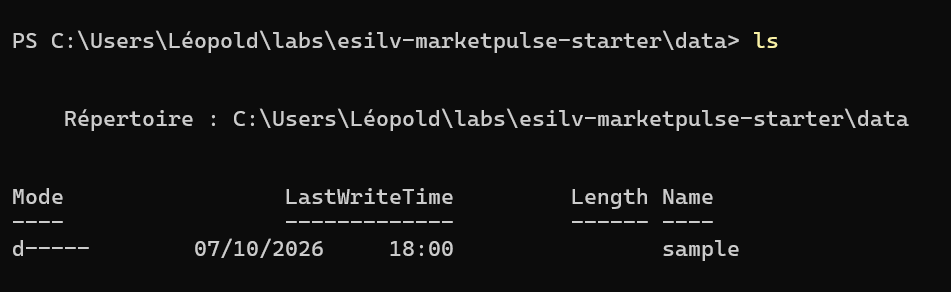 PS C:\Users\Léopold\labs\esilv-marketpulse-starter\data> ls
Répertoire : C:\Users\Léopold\labs\esilv-marketpulse-starter\data
Mode                 LastWriteTime         Length Name
----                 -------------         ------ ----
d-----        07/10/2026     18:00                sample